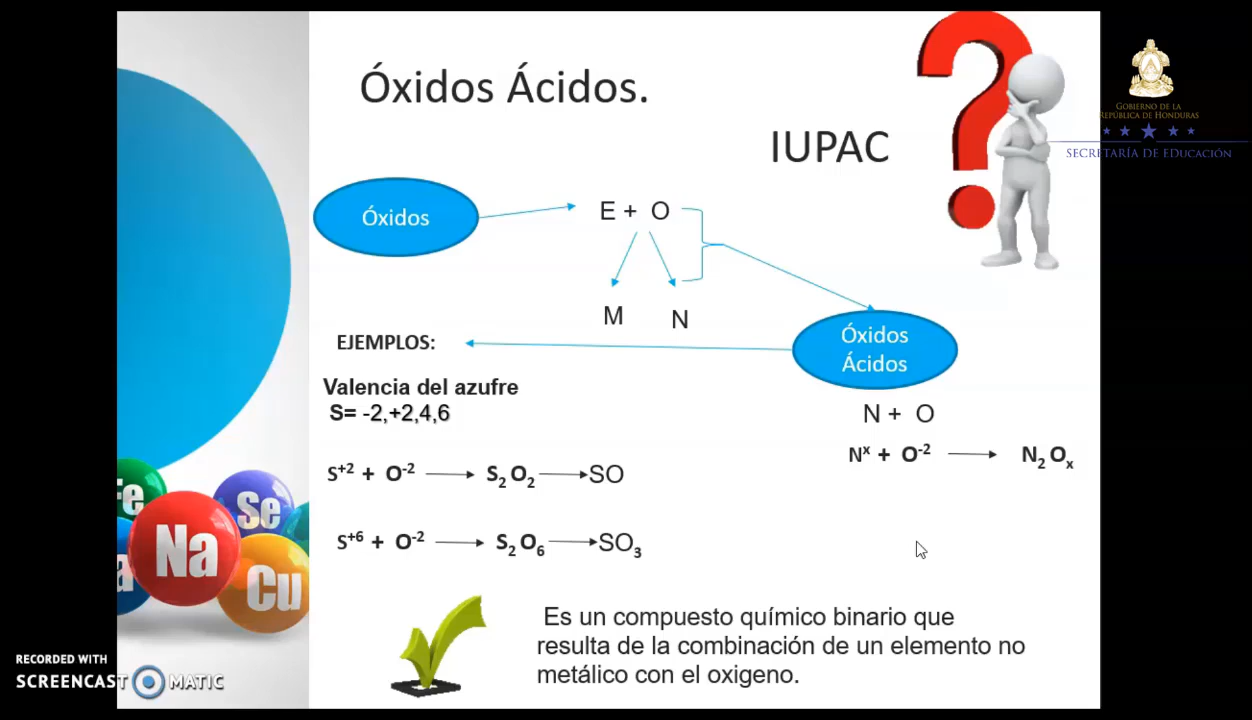 Óxidos Ácidos.
IUPAC
GOBIERNO DE LA
REPÚBLICA DE HONDURAS
SECRETARÍA DE EDUCACIÓN
Óxidos
E + O
M N
Óxidos
Ácidos
EJEMPLOS:
Valencia del azufre
S= -2,+2,4,6
N + O
Nˣ + O⁻² → N₂ Oₓ
S⁺² + O⁻² → S₂ O₂ → SO
S⁺⁶ + O⁻² → S₂ O₆ → SO₃
Fe
Se
Na
Cu
a
Es un compuesto químico binario que
resulta de la combinación de un elemento no
metálico con el oxigeno.
RECORDED WITH
SCREENCAST MATIC